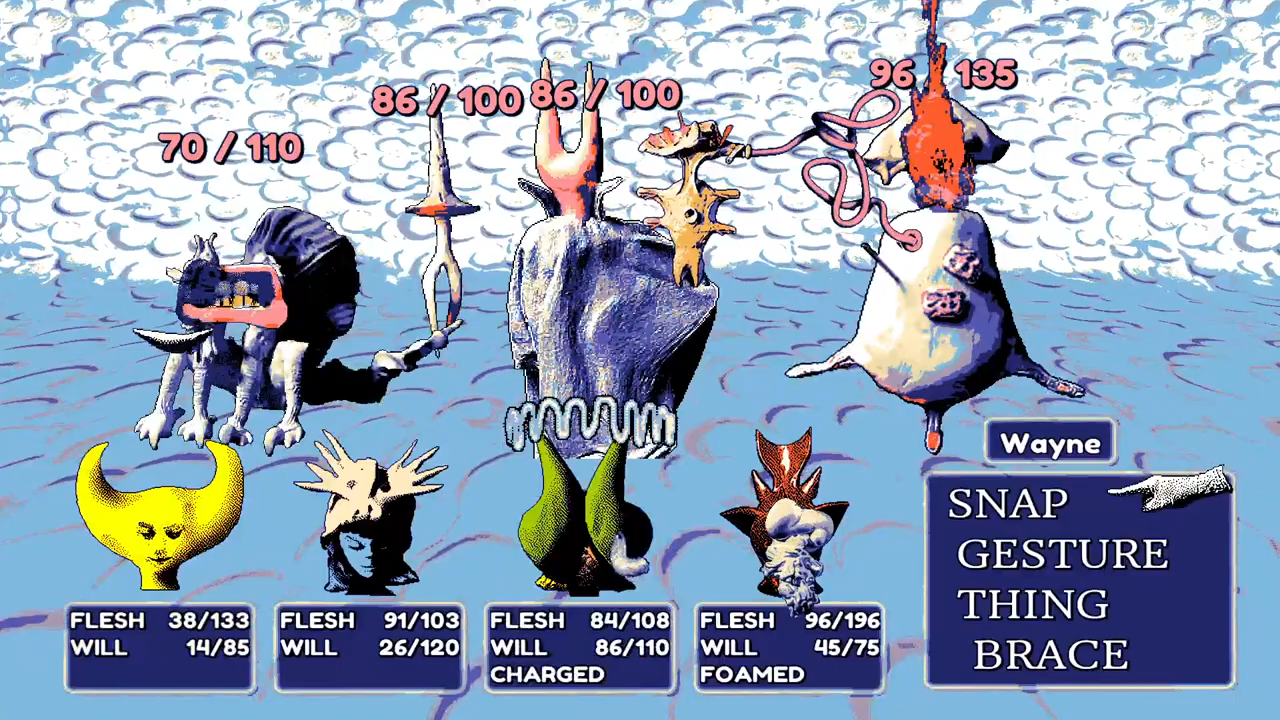 96 / 135
86 / 100 86 / 100
70 / 110
Wayne
SNAP
GESTURE
THING
BRACE
FLESH 38/133
WILL 14/85
FLESH 91/103
WILL 26/120
FLESH 84/108
WILL 86/110
CHARGED
FLESH 96/196
WILL 45/75
FOAMED